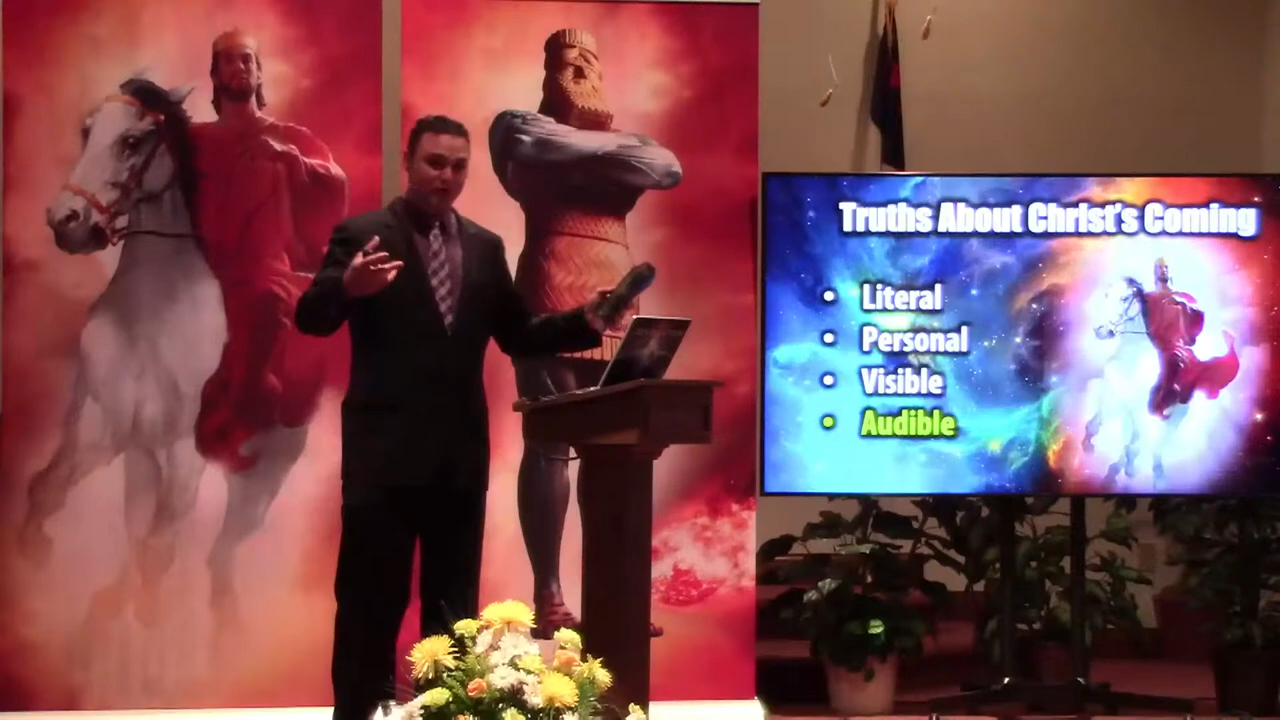 Truths About Christ's Coming
• Literal
• Personal
• Visible
• Audible